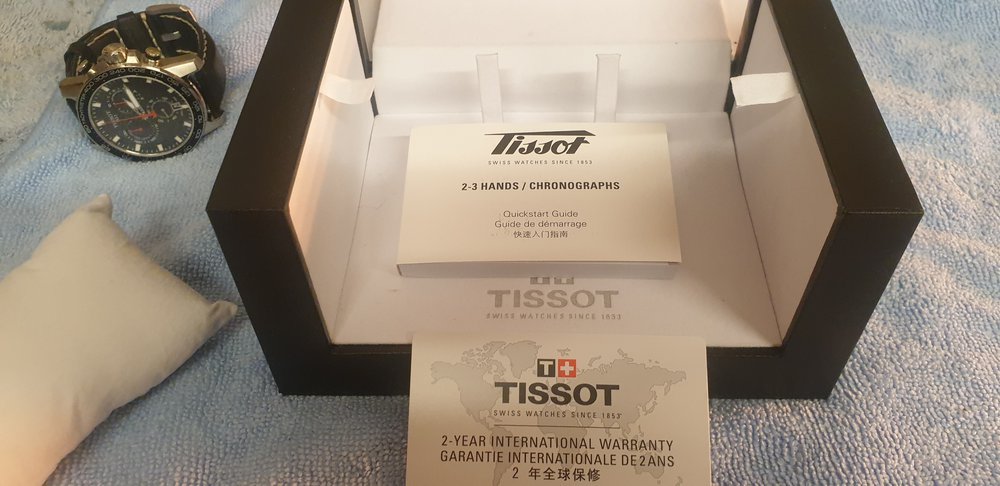 Tissot
SWISS WATCHES SINCE 1853
2-3 HANDS / CHRONOGRAPHS
Quickstart Guide
Guide de démarrage
快速入门指南
TISSOT
SWISS WATCHES SINCE 1853
T+
TISSOT
SWISS WATCHES SINCE 1853
2-YEAR INTERNATIONAL WARRANTY
GARANTIE INTERNATIONALE DE 2 ANS
2 年全球保修